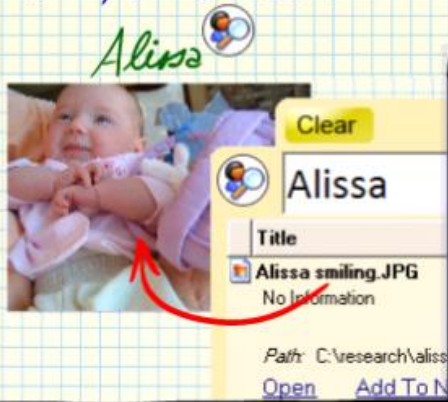 Alissa
Clear
Alissa
Title
Alissa smiling.JPG
No Information
Path: C:\research\aliss
Open Add To N